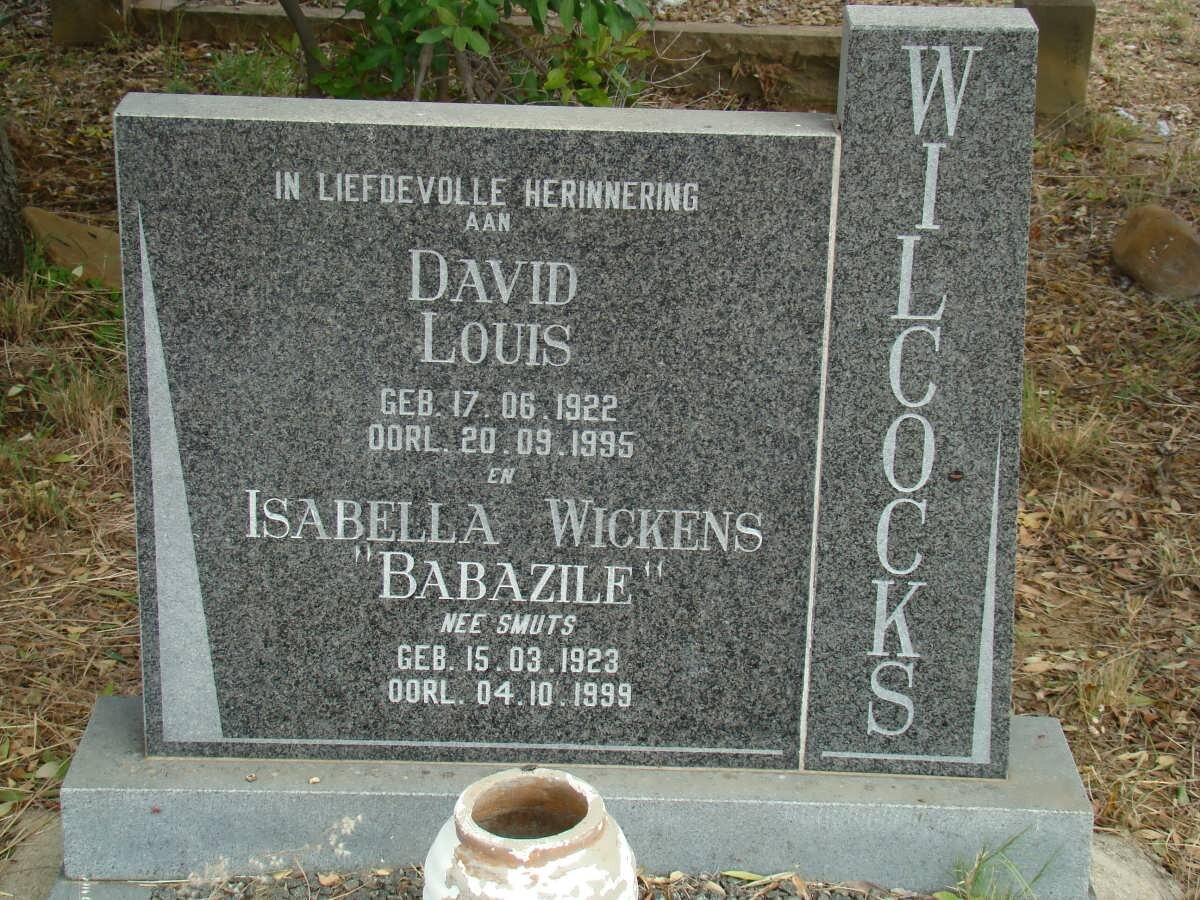 IN LIEFDEVOLLE HERINNERING
AAN
DAVID
LOUIS
GEB. 17. 06. 1922
OORL. 20. 09. 1995
EN
ISABELLA WICKENS
"BABAZILE"
NEE SMUTS
GEB. 15. 03. 1923
OORL. 04. 10. 1999
WILCOCKS